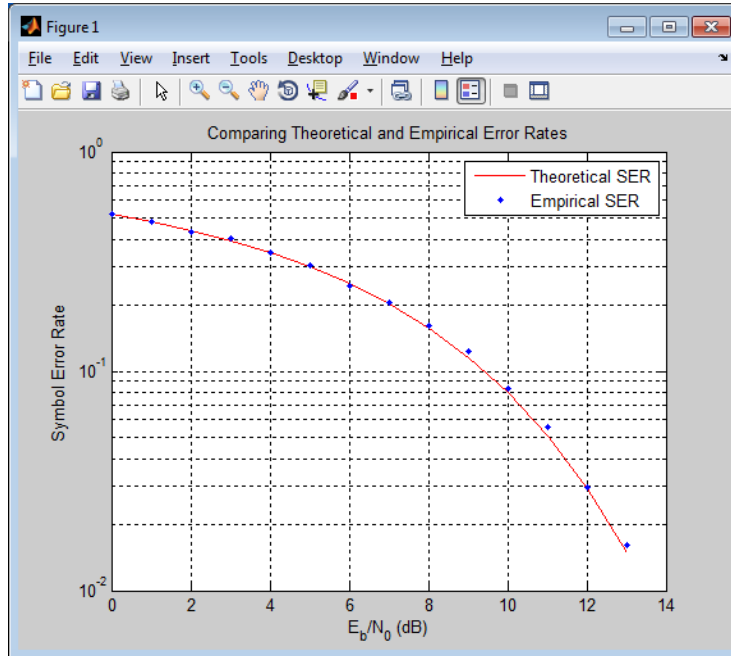 Figure 1
File Edit View Insert Tools Desktop Window Help
Comparing Theoretical and Empirical Error Rates
10^0
Theoretical SER
Empirical SER
Symbol Error Rate
10^-1
10^-2
0 2 4 6 8 10 12 14
E_b/N_0 (dB)